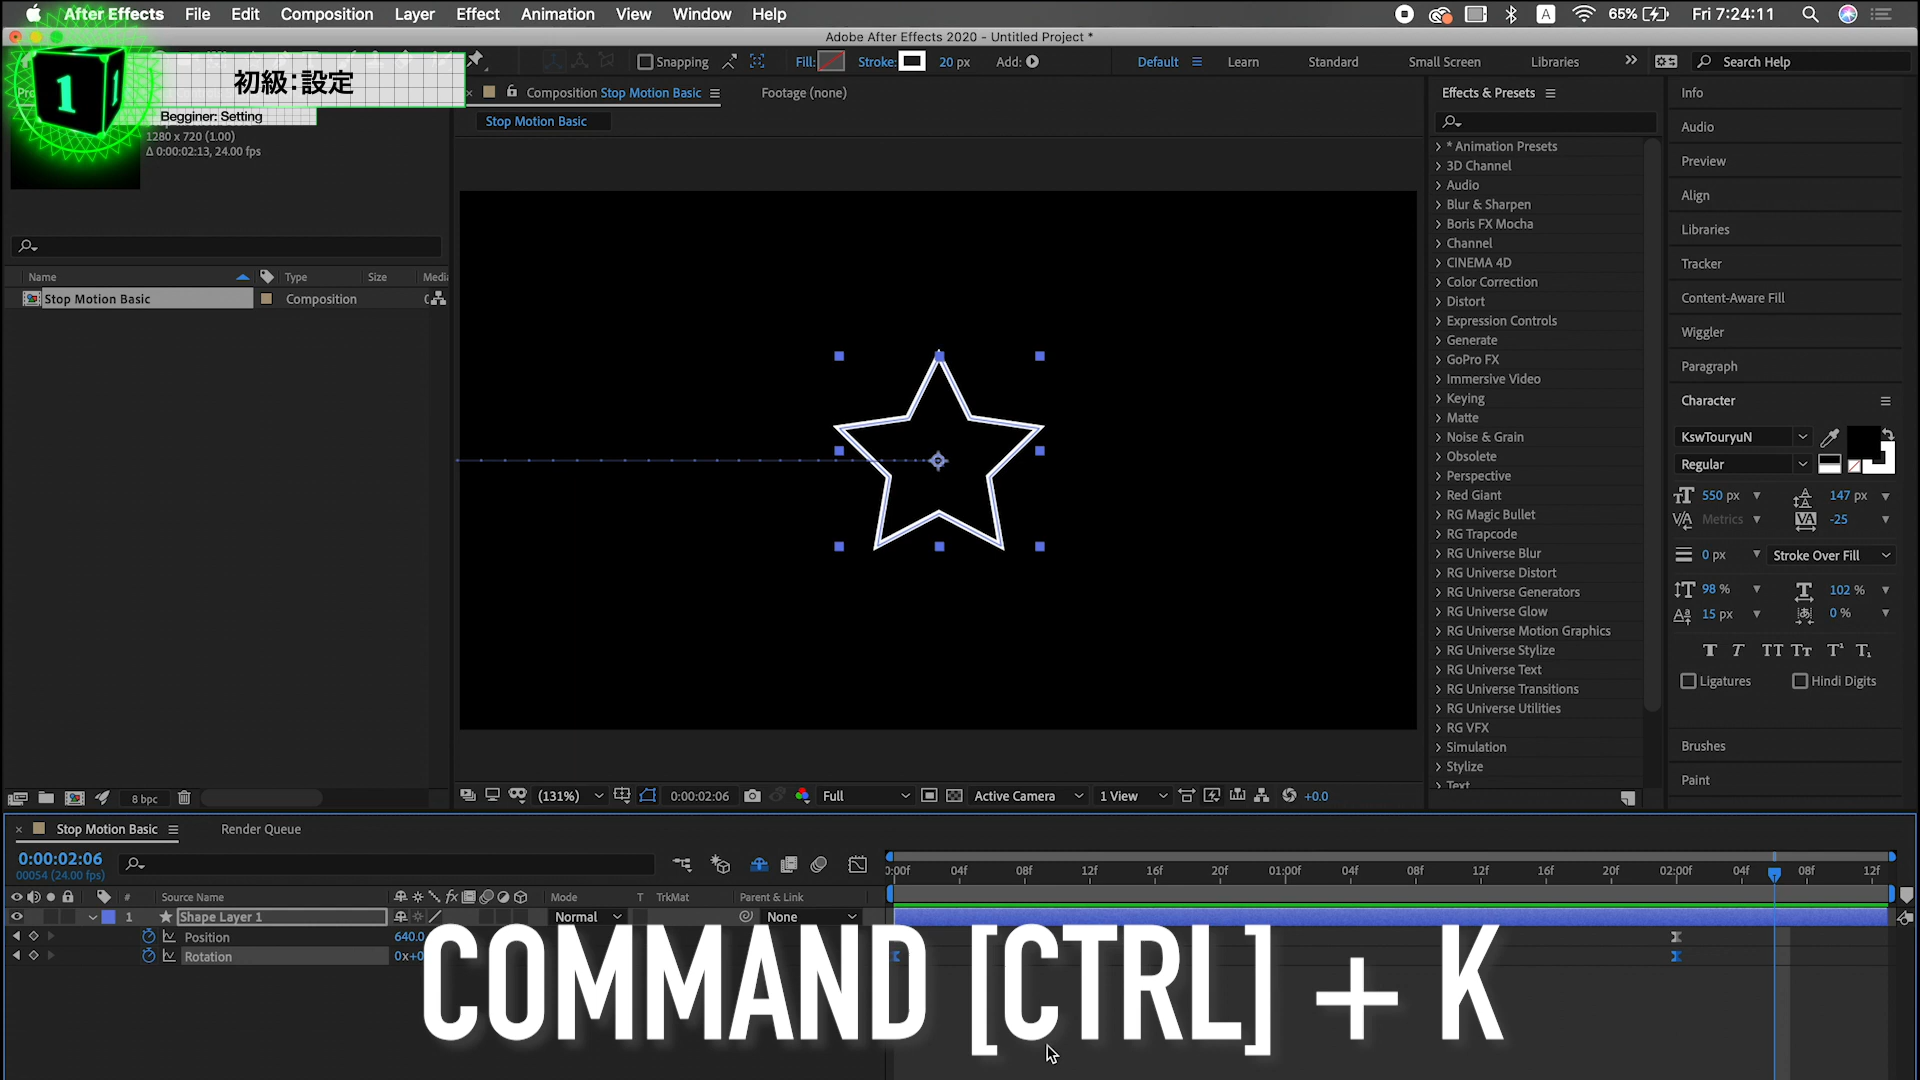 After Effects File Edit Composition Layer Effect Animation View Window Help A 65% Fri 7:24:11
Adobe After Effects 2020 - Untitled Project *
Snapping Fill: Stroke: 20 px Add: Default Learn Standard Small Screen Libraries Search Help
1 初級：設定
Begginer: Setting
1280 x 720 (1.00)
Δ 0:00:02:13, 24.00 fps
Name Type Size Media
Stop Motion Basic Composition
8 bpc
Composition Stop Motion Basic Footage (none)
Stop Motion Basic
(131%) 0:00:02:06 Full Active Camera 1 View +0.0
Effects & Presets
* Animation Presets
3D Channel
Audio
Blur & Sharpen
Boris FX Mocha
Channel
CINEMA 4D
Color Correction
Distort
Expression Controls
Generate
GoPro FX
Immersive Video
Keying
Matte
Noise & Grain
Obsolete
Perspective
Red Giant
RG Magic Bullet
RG Trapcode
RG Universe Blur
RG Universe Distort
RG Universe Generators
RG Universe Glow
RG Universe Motion Graphics
RG Universe Stylize
RG Universe Text
RG Universe Transitions
RG Universe Utilities
RG VFX
Simulation
Stylize
Text
Info
Audio
Preview
Align
Libraries
Tracker
Content-Aware Fill
Wiggler
Paragraph
Character
KswTouryuN
Regular
550 px 147 px
Metrics -25
0 px Stroke Over Fill
98 % 102 %
15 px 0 %
T T TT TT T¹ T₁
Ligatures Hindi Digits
Brushes
Paint
Stop Motion Basic Render Queue
0:00:02:06
00054 (24.00 fps)
:00f 04f 08f 12f 16f 20f 01:00f 04f 08f 12f 16f 20f 02:00f 04f 08f 12f
# Source Name fx Mode T TrkMat Parent & Link
1 Shape Layer 1 Normal None
Position 640.0
Rotation 0x+0
COMMAND [CTRL] + K